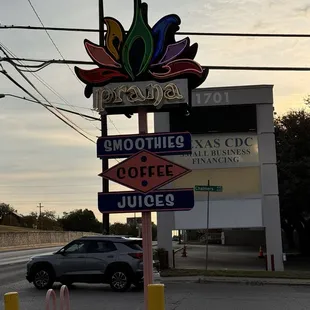 prana
1701
SMOOTHIES
TEXAS CDC
SMALL BUSINESS
FINANCING
COFFEE
JUICES